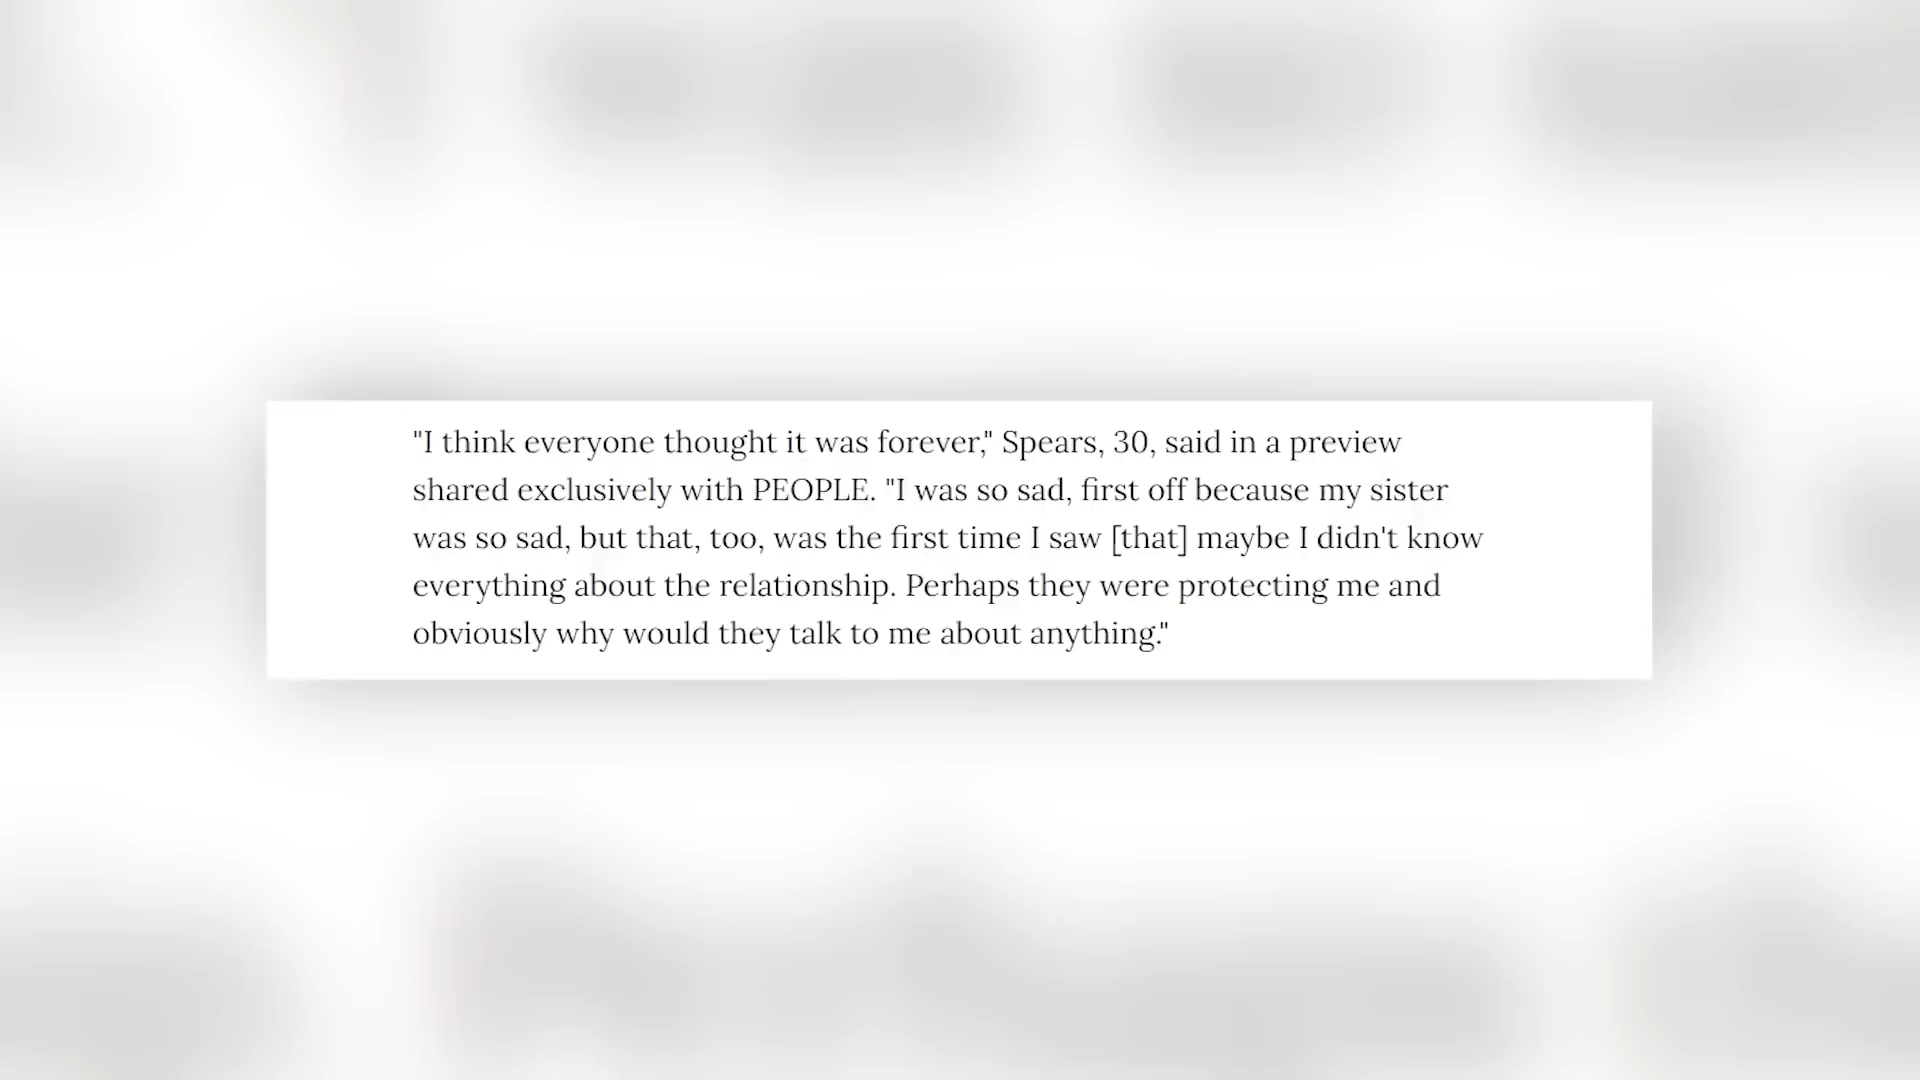 "I think everyone thought it was forever," Spears, 30, said in a preview
shared exclusively with PEOPLE. "I was so sad, first off because my sister
was so sad, but that, too, was the first time I saw [that] maybe I didn't know
everything about the relationship. Perhaps they were protecting me and
obviously why would they talk to me about anything."